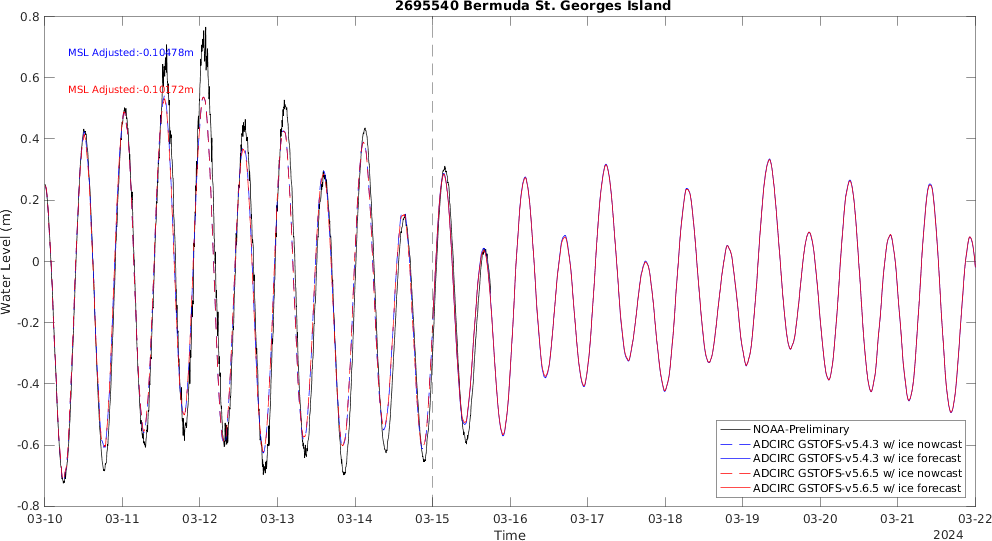 2695540 Bermuda St. Georges Island
0.8
0.6
0.4
0.2
0
-0.2
-0.4
-0.6
-0.8
Water Level (m)
MSL Adjusted:-0.10478m
MSL Adjusted:-0.10172m
NOAA-Preliminary
ADCIRC GSTOFS-v5.4.3 w/ ice nowcast
ADCIRC GSTOFS-v5.4.3 w/ ice forecast
ADCIRC GSTOFS-v5.6.5 w/ ice nowcast
ADCIRC GSTOFS-v5.6.5 w/ ice forecast
03-10 03-11 03-12 03-13 03-14 03-15 03-16 03-17 03-18 03-19 03-20 03-21 03-22
Time
2024